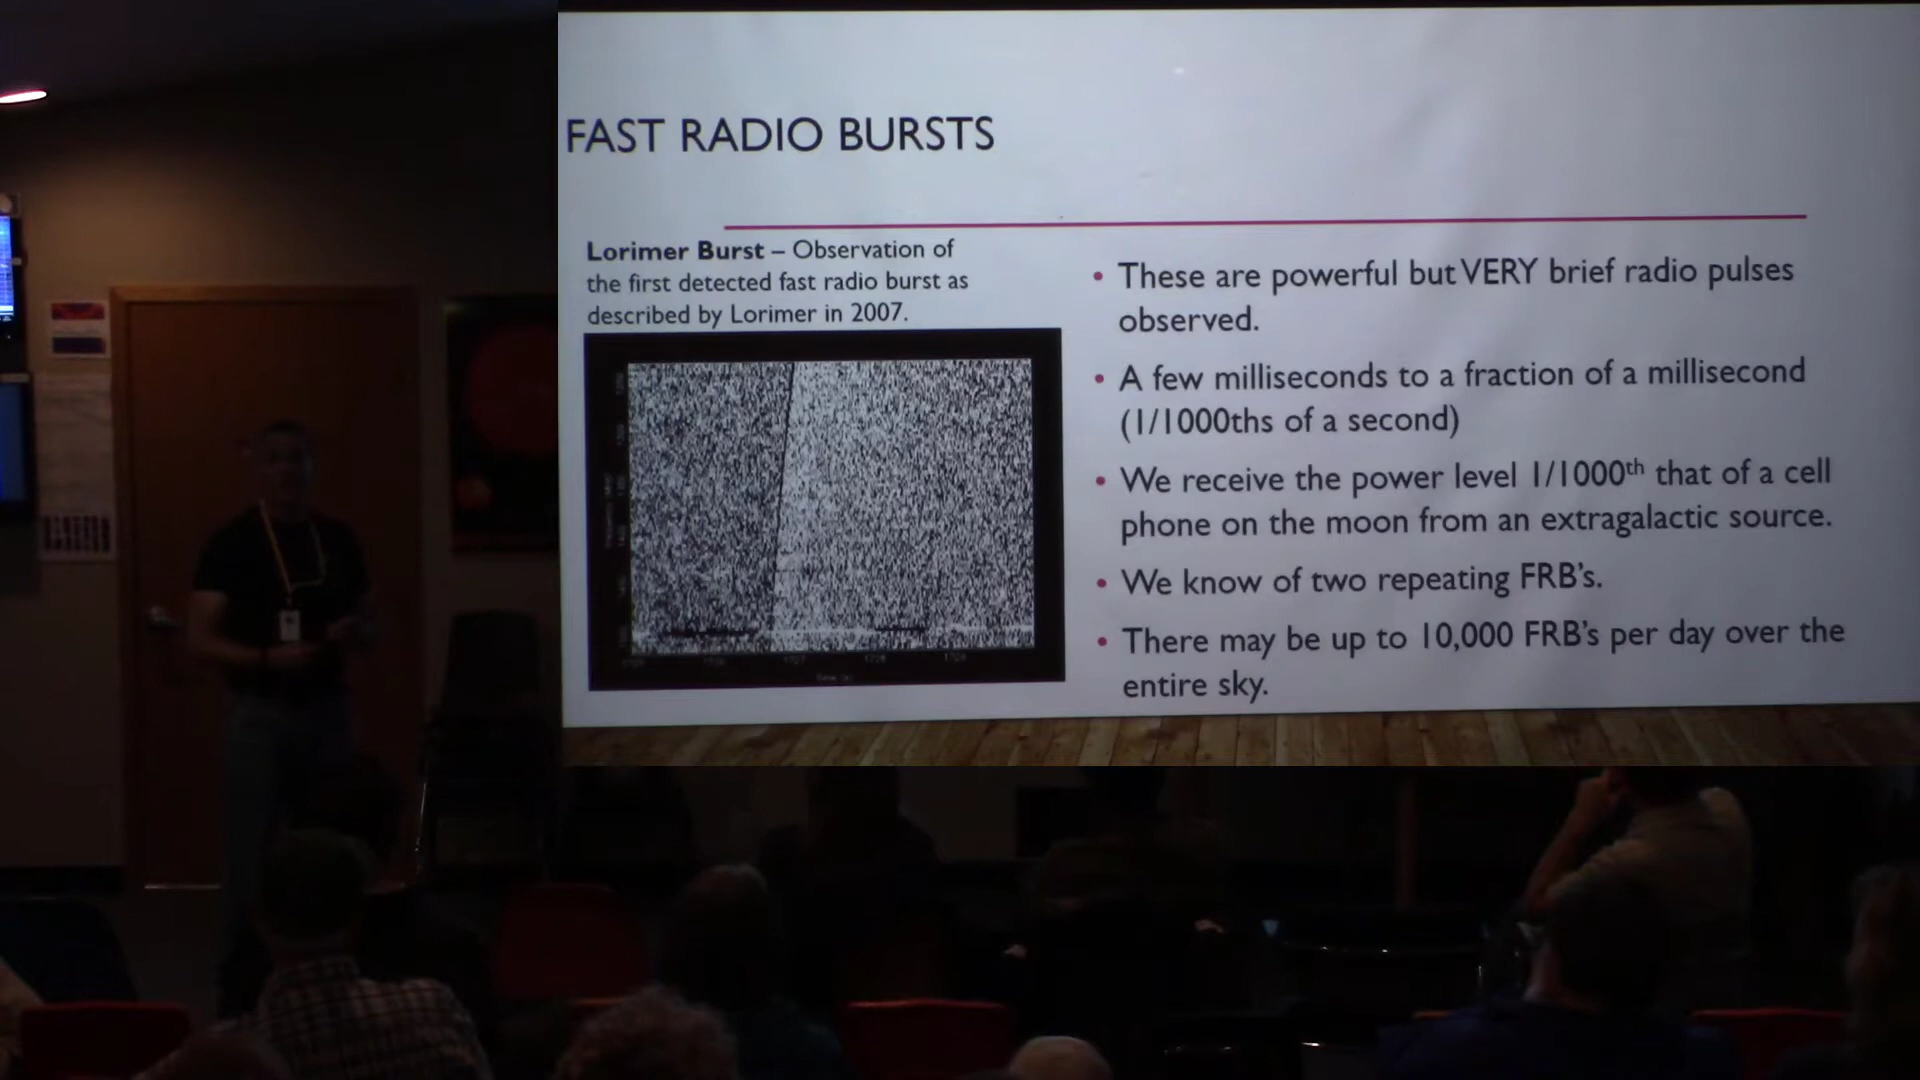 FAST RADIO BURSTS
Lorimer Burst – Observation of
the first detected fast radio burst as
described by Lorimer in 2007.
• These are powerful but VERY brief radio pulses
observed.
• A few milliseconds to a fraction of a millisecond
(1/1000ths of a second)
• We receive the power level 1/1000th that of a cell
phone on the moon from an extragalactic source.
• We know of two repeating FRB's.
• There may be up to 10,000 FRB's per day over the
entire sky.
1727
1728